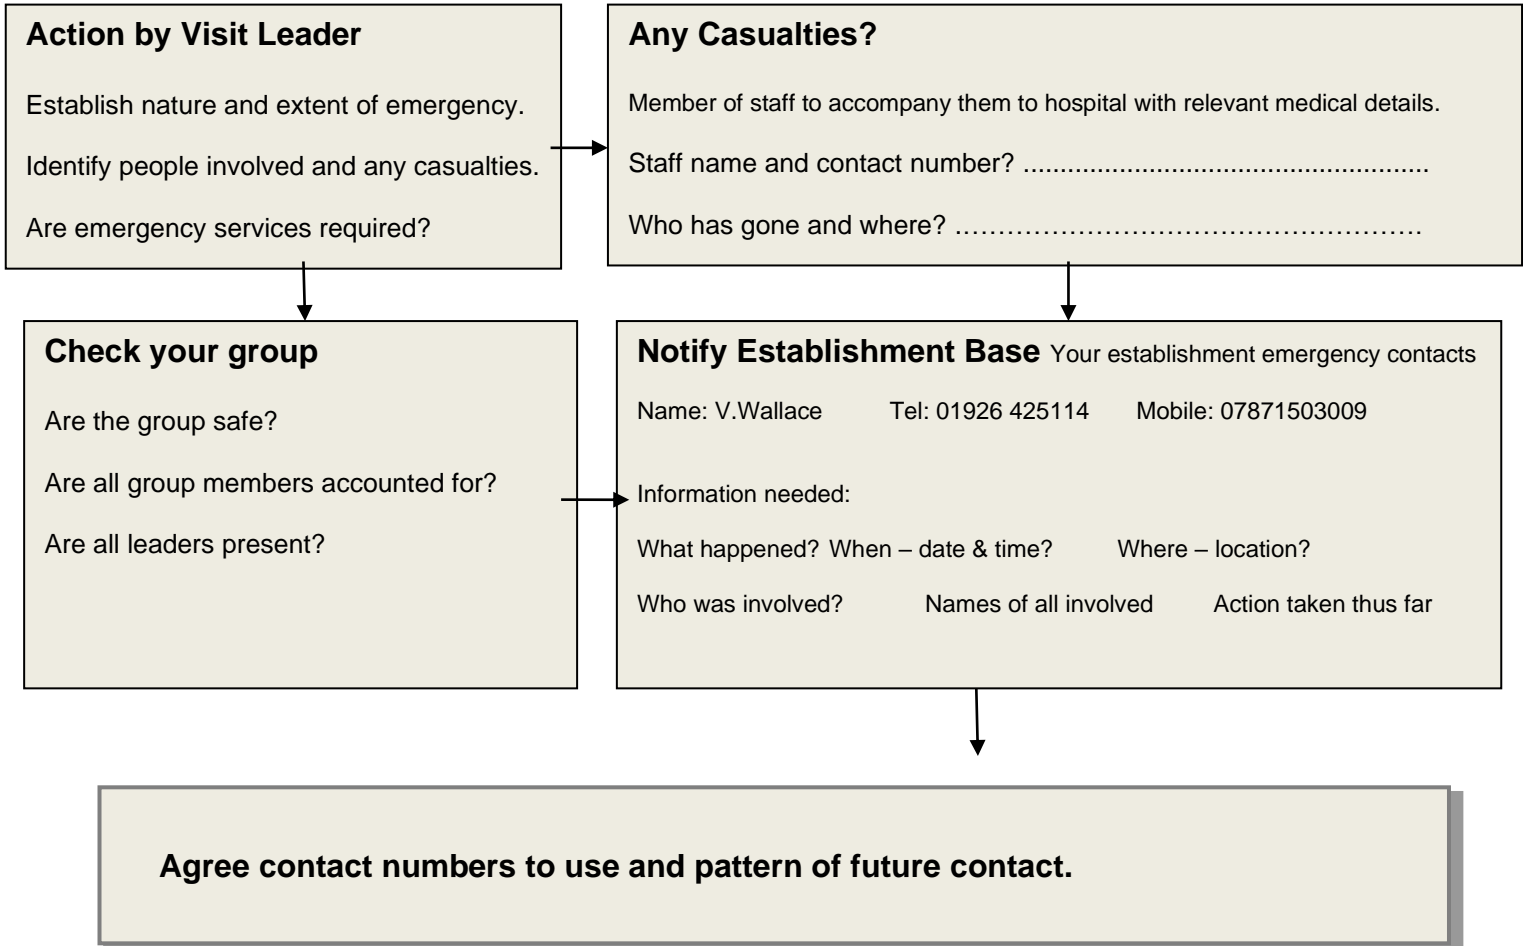 Action by Visit Leader
Establish nature and extent of emergency.
Identify people involved and any casualties.
Are emergency services required?
Any Casualties?
Member of staff to accompany them to hospital with relevant medical details.
Staff name and contact number? ........................................................
Who has gone and where? ..………………………………………………………
Check your group
Are the group safe?
Are all group members accounted for?
Are all leaders present?
Notify Establishment Base Your establishment emergency contacts
Name: V.Wallace Tel: 01926 425114 Mobile: 07871503009
Information needed:
What happened? When – date & time? Where – location?
Who was involved? Names of all involved Action taken thus far
Agree contact numbers to use and pattern of future contact.